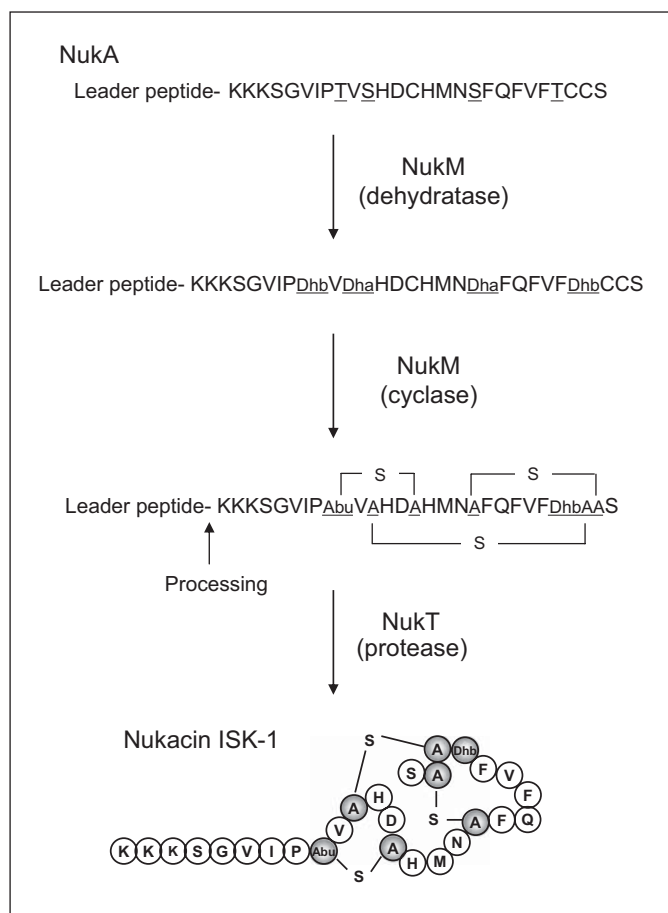 NukA
Leader peptide- KKKSGVIPTVSHDCHMNSFQFVFTCCS
NukM
(dehydratase)
Leader peptide- KKKSGVIPDhbVDhaHDCHMNDhaFQFVFDhbCCS
NukM
(cyclase)
S S
Leader peptide- KKKSGVIPAbuVAHDAHMNAFQFVFDhbAAS
S
Processing
NukT
(protease)
Nukacin ISK-1
S A Dhb
S A F V
A H F
V D S A F Q
K K K S G V I P Abu A H M N
S